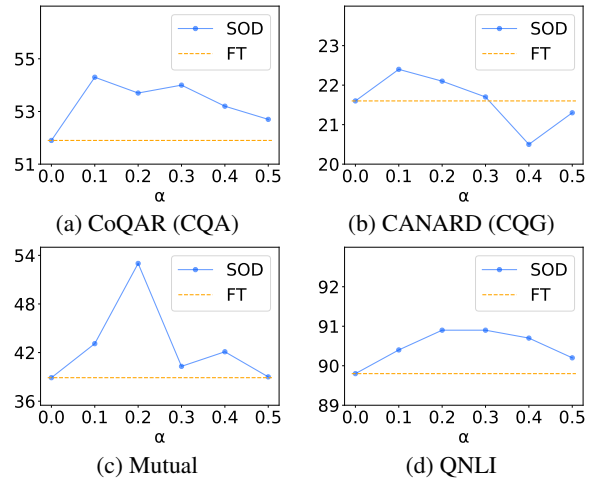 55
53
51
SOD
FT
0.0 0.1 0.2 0.3 0.4 0.5
α
(a) CoQAR (CQA)
23
22
21
20
SOD
FT
0.0 0.1 0.2 0.3 0.4 0.5
α
(b) CANARD (CQG)
54
48
42
36
SOD
FT
0.0 0.1 0.2 0.3 0.4 0.5
α
(c) Mutual
92
91
90
89
SOD
FT
0.0 0.1 0.2 0.3 0.4 0.5
α
(d) QNLI